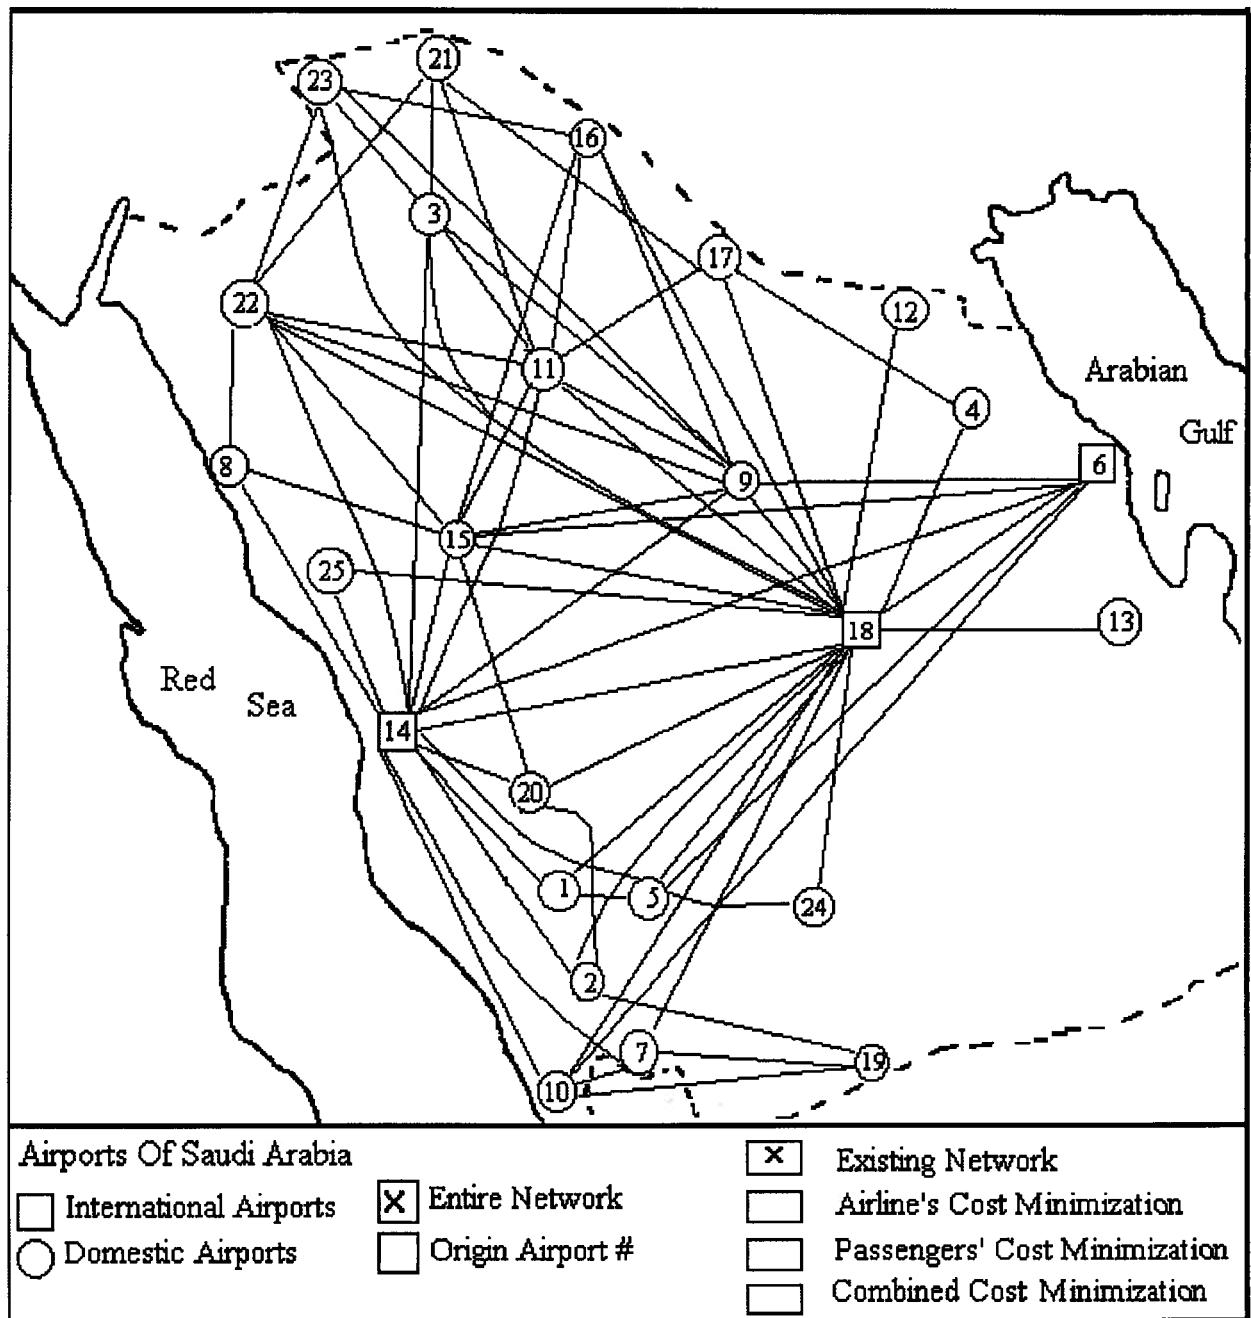 21
23
16
3
17
22
12
11
Arabian
4
Gulf
8
9
6
15
25
18
13
Red
Sea
14
20
1
5
24
2
7
19
10
Airports Of Saudi Arabia
International Airports
Domestic Airports
X Entire Network
Origin Airport #
X Existing Network
Airline's Cost Minimization
Passengers' Cost Minimization
Combined Cost Minimization